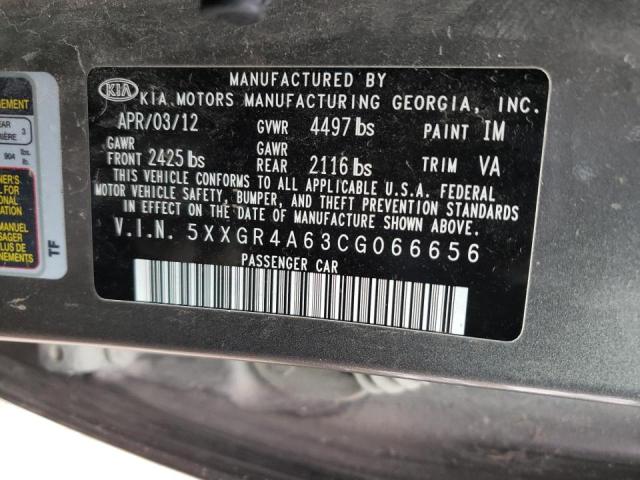 MANUFACTURED BY
KIA KIA MOTORS MANUFACTURING GEORGIA, INC.
APR/03/12 GVWR 4497 lbs PAINT IM
GAWR FRONT 2425 lbs GAWR REAR 2116 lbs TRIM VA
THIS VEHICLE CONFORMS TO ALL APPLICABLE U.S.A. FEDERAL
MOTOR VEHICLE SAFETY, BUMPER, AND THEFT PREVENTION STANDARDS
IN EFFECT ON THE DATE OF MANUFACTURE SHOWN ABOVE.
V.I.N. 5XXGR4A63CG066656
PASSENGER CAR
904
3
TF